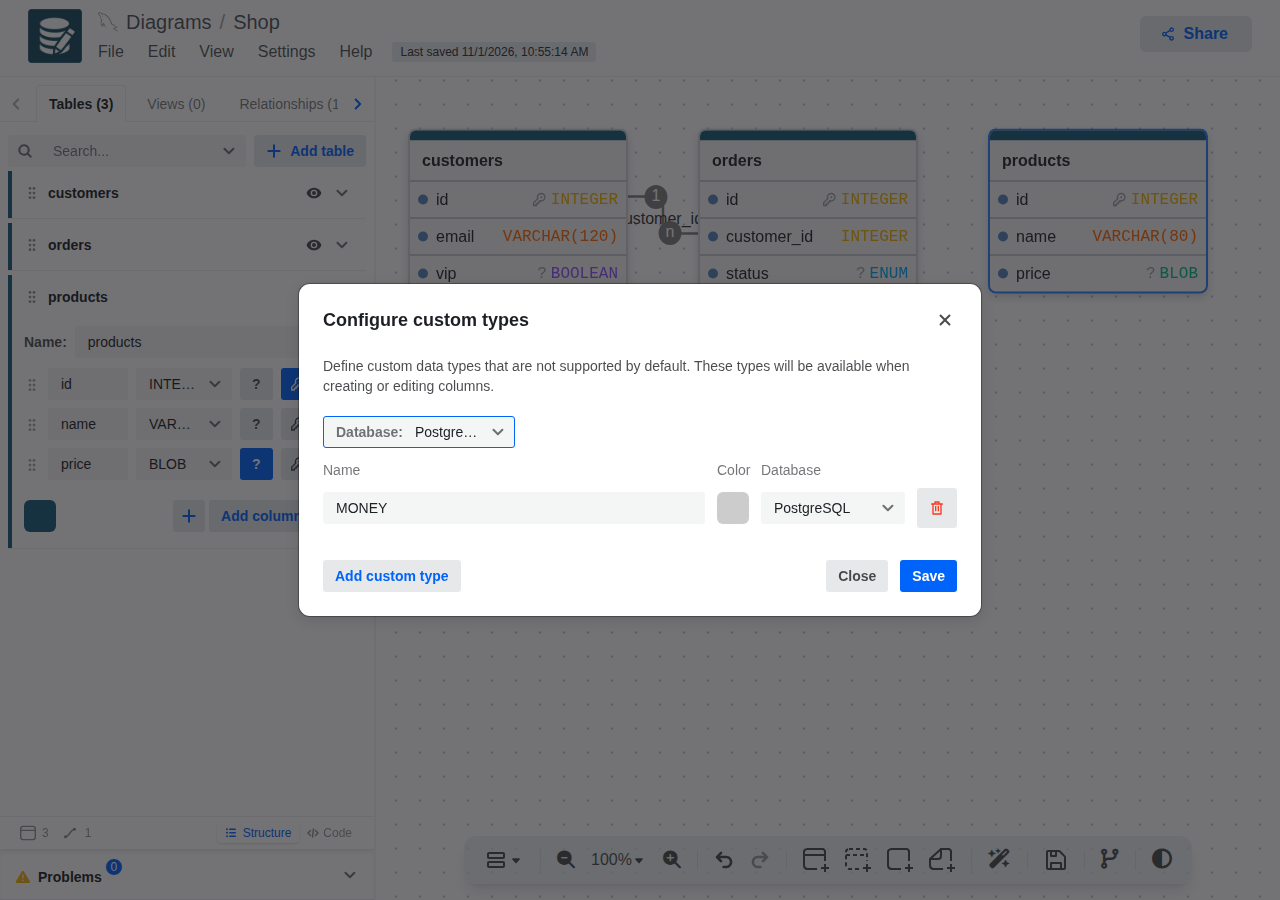 Diagrams / Shop
File Edit View Settings Help Last saved 11/1/2026, 10:55:14 AM
Share
Tables (3) Views (0) Relationships (1
Search... Add table
customers
orders
products
Name: products
id INTE... ?
name VAR... ?
price BLOB ?
Add column
3 1 Structure Code
Problems 0
customers
id INTEGER
email VARCHAR(120)
vip ? BOOLEAN
1
n
orders
id INTEGER
customer_id INTEGER
status ? ENUM
products
id INTEGER
name VARCHAR(80)
price ? BLOB
Configure custom types
Define custom data types that are not supported by default. These types will be available when
creating or editing columns.
Database: Postgre...
Name Color Database
MONEY PostgreSQL
Add custom type Close Save
100%